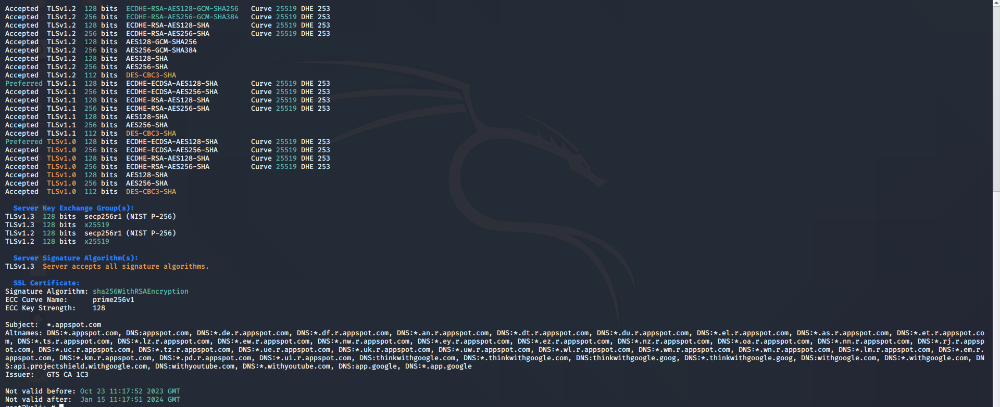 Accepted  TLSv1.2  128 bits  ECDHE-RSA-AES128-GCM-SHA256   Curve 25519 DHE 253
Accepted  TLSv1.2  256 bits  ECDHE-RSA-AES256-GCM-SHA384   Curve 25519 DHE 253
Accepted  TLSv1.2  128 bits  ECDHE-RSA-AES128-SHA          Curve 25519 DHE 253
Accepted  TLSv1.2  256 bits  ECDHE-RSA-AES256-SHA          Curve 25519 DHE 253
Accepted  TLSv1.2  128 bits  AES128-GCM-SHA256
Accepted  TLSv1.2  256 bits  AES256-GCM-SHA384
Accepted  TLSv1.2  128 bits  AES128-SHA
Accepted  TLSv1.2  256 bits  AES256-SHA
Accepted  TLSv1.2  112 bits  DES-CBC3-SHA
Preferred TLSv1.1  128 bits  ECDHE-ECDSA-AES128-SHA        Curve 25519 DHE 253
Accepted  TLSv1.1  256 bits  ECDHE-ECDSA-AES256-SHA        Curve 25519 DHE 253
Accepted  TLSv1.1  128 bits  ECDHE-RSA-AES128-SHA          Curve 25519 DHE 253
Accepted  TLSv1.1  256 bits  ECDHE-RSA-AES256-SHA          Curve 25519 DHE 253
Accepted  TLSv1.1  128 bits  AES128-SHA
Accepted  TLSv1.1  256 bits  AES256-SHA
Accepted  TLSv1.1  112 bits  DES-CBC3-SHA
Preferred TLSv1.0  128 bits  ECDHE-ECDSA-AES128-SHA        Curve 25519 DHE 253
Accepted  TLSv1.0  256 bits  ECDHE-ECDSA-AES256-SHA        Curve 25519 DHE 253
Accepted  TLSv1.0  128 bits  ECDHE-RSA-AES128-SHA          Curve 25519 DHE 253
Accepted  TLSv1.0  256 bits  ECDHE-RSA-AES256-SHA          Curve 25519 DHE 253
Accepted  TLSv1.0  128 bits  AES128-SHA
Accepted  TLSv1.0  256 bits  AES256-SHA
Accepted  TLSv1.0  112 bits  DES-CBC3-SHA
Server Key Exchange Group(s):
TLSv1.3  128 bits  secp256r1 (NIST P-256)
TLSv1.3  128 bits  x25519
TLSv1.2  128 bits  secp256r1 (NIST P-256)
TLSv1.2  128 bits  x25519
Server Signature Algorithm(s):
TLSv1.3  Server accepts all signature algorithms.
SSL Certificate:
Signature Algorithm: sha256WithRSAEncryption
ECC Curve Name:      prime256v1
ECC Key Strength:    128
Subject:  *.appspot.com
Altnames: DNS:*.appspot.com, DNS:appspot.com, DNS:*.de.r.appspot.com, DNS:*.df.r.appspot.com, DNS:*.an.r.appspot.com, DNS:*.dt.r.appspot.com, DNS:*.du.r.appspot.com, DNS:*.el.r.appspot.com, DNS:*.as.r.appspot.com, DNS:*.et.r.appspot.co
m, DNS:*.ts.r.appspot.com, DNS:*.lz.r.appspot.com, DNS:*.ew.r.appspot.com, DNS:*.nw.r.appspot.com, DNS:*.ey.r.appspot.com, DNS:*.ez.r.appspot.com, DNS:*.nz.r.appspot.com, DNS:*.oa.r.appspot.com, DNS:*.nn.r.appspot.com, DNS:*.rj.r.appsp
ot.com, DNS:*.uc.r.appspot.com, DNS:*.tz.r.appspot.com, DNS:*.ue.r.appspot.com, DNS:*.uk.r.appspot.com, DNS:*.uw.r.appspot.com, DNS:*.wl.r.appspot.com, DNS:*.wm.r.appspot.com, DNS:*.wn.r.appspot.com, DNS:*.lm.r.appspot.com, DNS:*.em.r.
appspot.com, DNS:*.km.r.appspot.com, DNS:*.pd.r.appspot.com, DNS:*.ui.r.appspot.com, DNS:thinkwithgoogle.com, DNS:*.thinkwithgoogle.com, DNS:thinkwithgoogle.goog, DNS:*.thinkwithgoogle.goog, DNS:withgoogle.com, DNS:*.withgoogle.com, DN
S:api.projectshield.withgoogle.com, DNS:withyoutube.com, DNS:*.withyoutube.com, DNS:app.google, DNS:*.app.google
Issuer:   GTS CA 1C3
Not valid before: Oct 23 11:17:52 2023 GMT
Not valid after:  Jan 15 11:17:51 2024 GMT